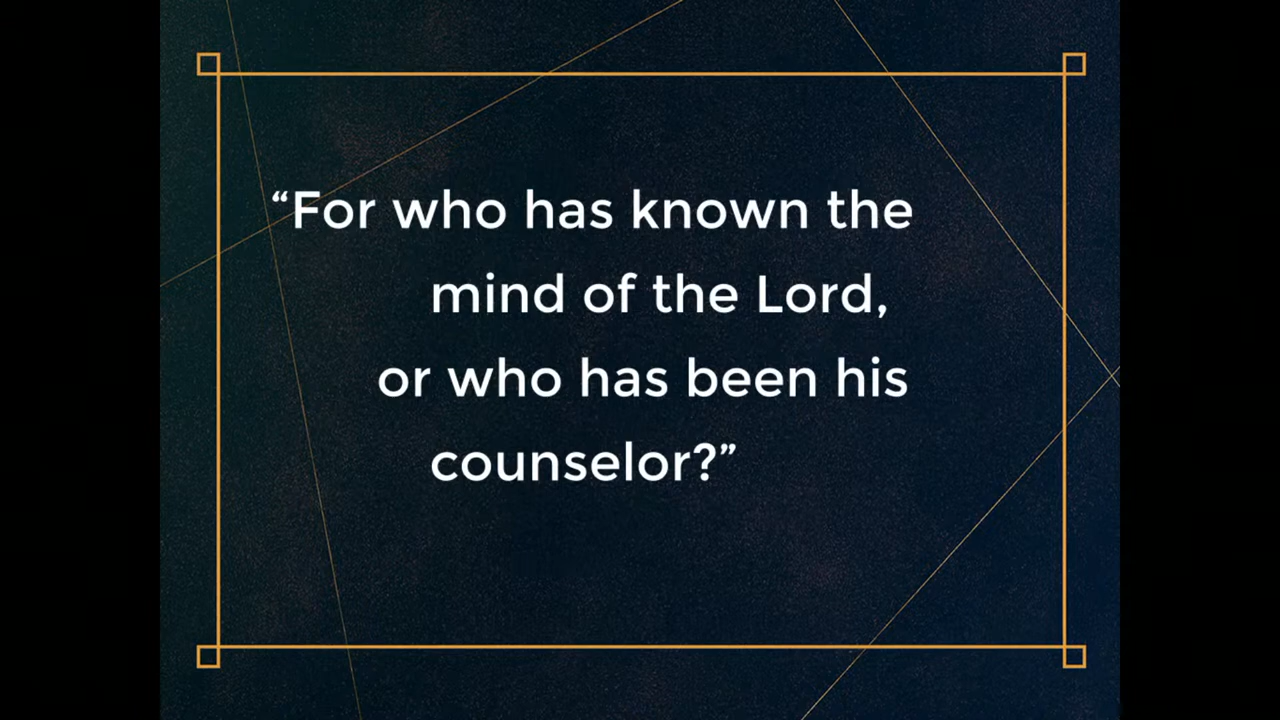 “For who has known the
mind of the Lord,
or who has been his
counselor?”